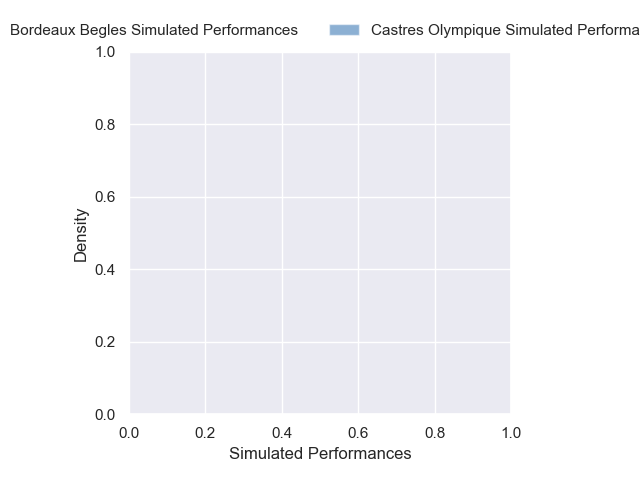 Bordeaux Begles Simulated Performances Castres Olympique Simulated Performa
1.0
0.8
0.6
0.4
0.2
0.0
Density
0.0 0.2 0.4 0.6 0.8 1.0
Simulated Performances